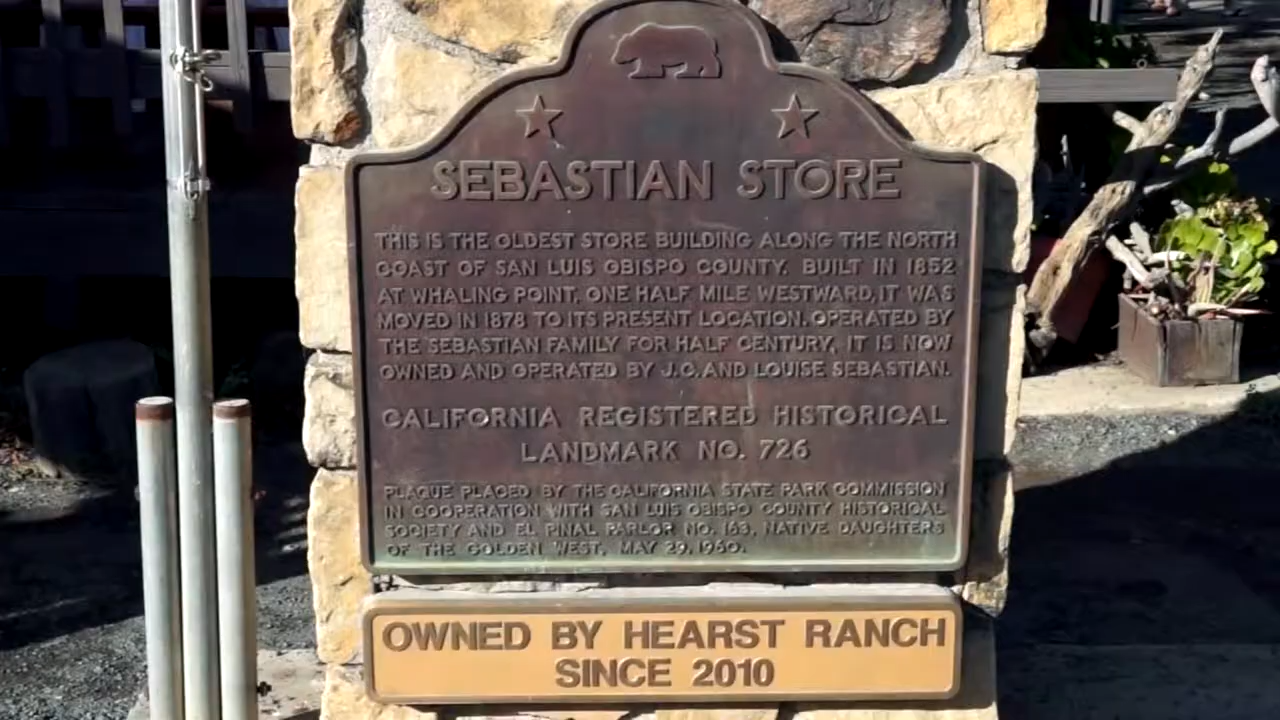 SEBASTIAN STORE
THIS IS THE OLDEST STORE BUILDING ALONG THE NORTH
COAST OF SAN LUIS OBISPO COUNTY. BUILT IN 1852
AT WHALING POINT, ONE HALF MILE WESTWARD, IT WAS
MOVED IN 1878 TO ITS PRESENT LOCATION. OPERATED BY
THE SEBASTIAN FAMILY FOR HALF CENTURY, IT IS NOW
OWNED AND OPERATED BY J.C. AND LOUISE SEBASTIAN.
CALIFORNIA REGISTERED HISTORICAL
LANDMARK NO. 726
PLAQUE PLACED BY THE CALIFORNIA STATE PARK COMMISSION
IN COOPERATION WITH SAN LUIS OBISPO COUNTY HISTORICAL
SOCIETY AND EL PINAL PARLOR NO. 163, NATIVE DAUGHTERS
OF THE GOLDEN WEST, MAY 29, 1960.
OWNED BY HEARST RANCH
SINCE 2010